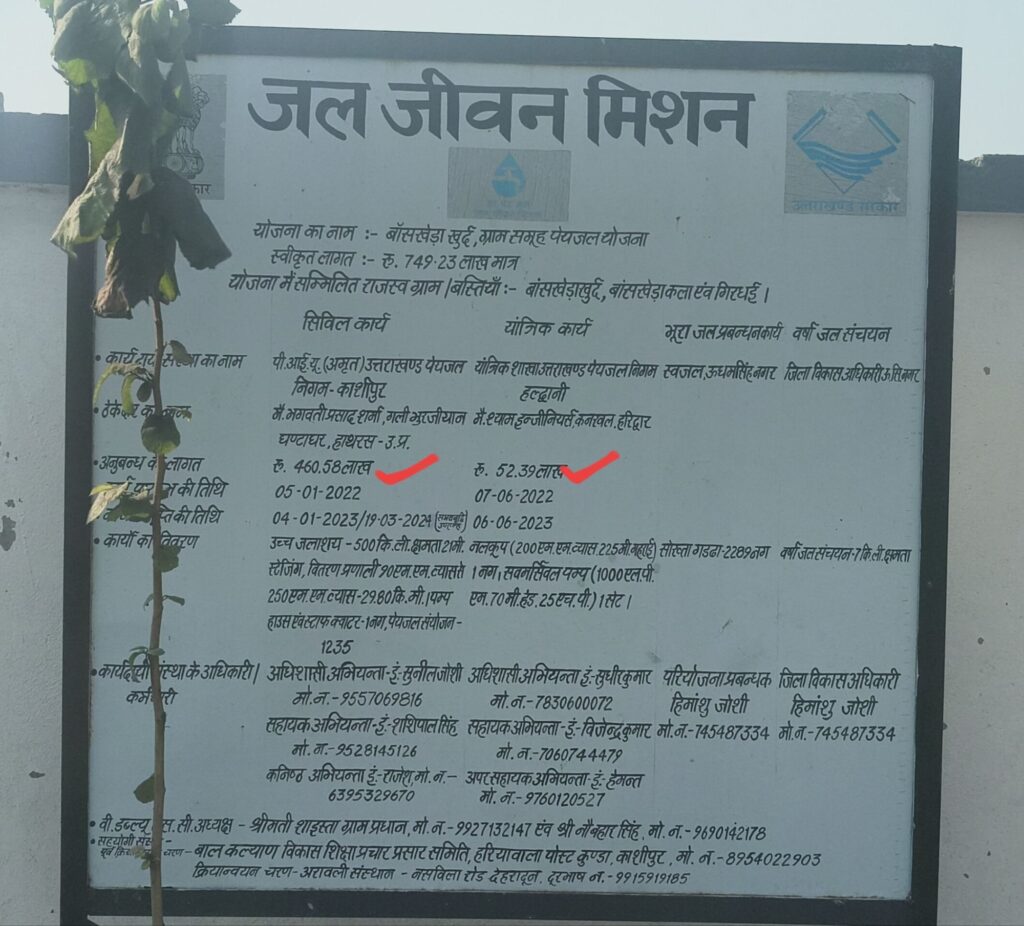 जल जीवन मिशन
उत्तराखण्ड सरकार
योजना का नाम :- बॉसखेड़ा खुर्द, ग्राम समूह पेयजल योजना
स्वीकृत लागत :- रु. 749.23 लाख मात्र
योजना में सम्मिलित राजस्व ग्राम/बस्तियाँ :- बांसखेड़ाखुर्द, बांसखेड़ा कला एंव गिरधई।
सिविल कार्य यांत्रिक कार्य भूरा जल प्रबन्धन कार्य वर्षा जल संचयन
• का नाम पी.आई.यू. (अमृत) उत्तराखण्ड पेयजल यांत्रिक शाखा उत्तराखण्ड पेयजल निगम स्वजल, ऊधमसिंह नगर जिला विकास अधिकारी ऊ.सि.नगर
निगम - काशीपुर हल्द्वानी
• मै. भगवती प्रसाद शर्मा, गली भुरजीयान मै. श्याम इन्जीनियर्स, कनखल, हरिद्वार
घण्टाघर, हाथरस - उ.प्र.
• अनुबन्ध लागत रु. 460.58 लाख रु. 52.39 लाख
की तिथि 05-01-2022 07-06-2022
की तिथि 04-01-2023/19-03-2024 06-06-2023
• कार्यो का विवरण उच्च जलाशय - 500 कि.ली. क्षमता 21मी. नलकूप (200 एम.एम. व्यास. 225 मी गहराई) सोख्ता गडढा - 2289 नग वर्षा जल संचयन - 7 कि.ली. क्षमता
स्टेजिंग, वितरण प्रणाली 90 एम.एम. व्यास से 1 नग, सबमर्सिबल पम्प (1000 एल.पी.
250 एम.एम. व्यास - 29.80 कि.मी. 1 पम्प एम. 70 मी. हेड. 25 एच.पी.) 1 सेट।
हाउस एंव स्टाफ क्वाटर - 1 नग, पेयजल संयोजन -
1235
• कार्यदायी संस्था के अधिकारी/ अधिशासी अभियन्ता - इं. सुनील जोशी अधिशासी अभियन्ता इं:- सुधीर कुमार परियोजना प्रबन्धक जिला विकास अधिकारी
कर्मचारी मो. न. - 9557069816 मो. न. - 7830600072 हिमांशु जोशी हिमांशु जोशी
सहायक अभियन्ता - इं:- शशिपाल सिंह सहायक अभियन्ता - इं:- विजेन्द्र कुमार मो.न. - 745487334 मो.न. - 745487334
मो. न. - 9528145126 मो. न. - 7060744479
कनिष्ठ अभियन्ता इं:- राजेश, मो.न. - अपर सहायक अभियन्ता - इं:- हेमन्त
6395329670 मो. न. - 9760120527
• वी. डब्ल्यू. एस. सी. अध्यक्ष - श्रीमती शाइस्ता ग्राम प्रधान, मो.न. - 9927132147 एंव श्री नौबहार सिंह, मो. न. - 9690142178
• सहयोगी संस्था -
चरण - बाल कल्याण विकास शिक्षा प्रचार प्रसार समिति, हरियावाला पोस्ट कुण्डा, काशीपुर, मो. न. - 8954022903
क्रियान्वयन चरण - अरावली संस्थान - नसविला रोड देहरादून. दूरभाष न. - 9915919185